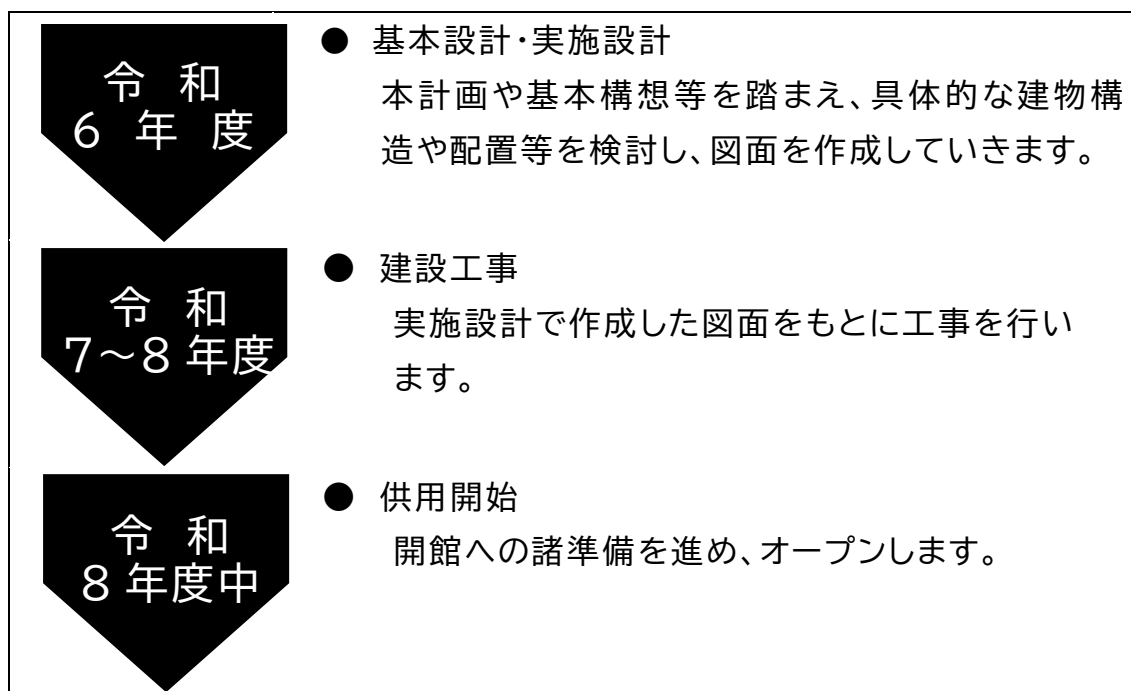 令 和
6 年 度
● 基本設計・実施設計
本計画や基本構想等を踏まえ、具体的な建物構
造や配置等を検討し、図面を作成していきます。
令 和
7～8 年度
● 建設工事
実施設計で作成した図面をもとに工事を行い
ます。
令 和
8 年度中
● 供用開始
開館への諸準備を進め、オープンします。